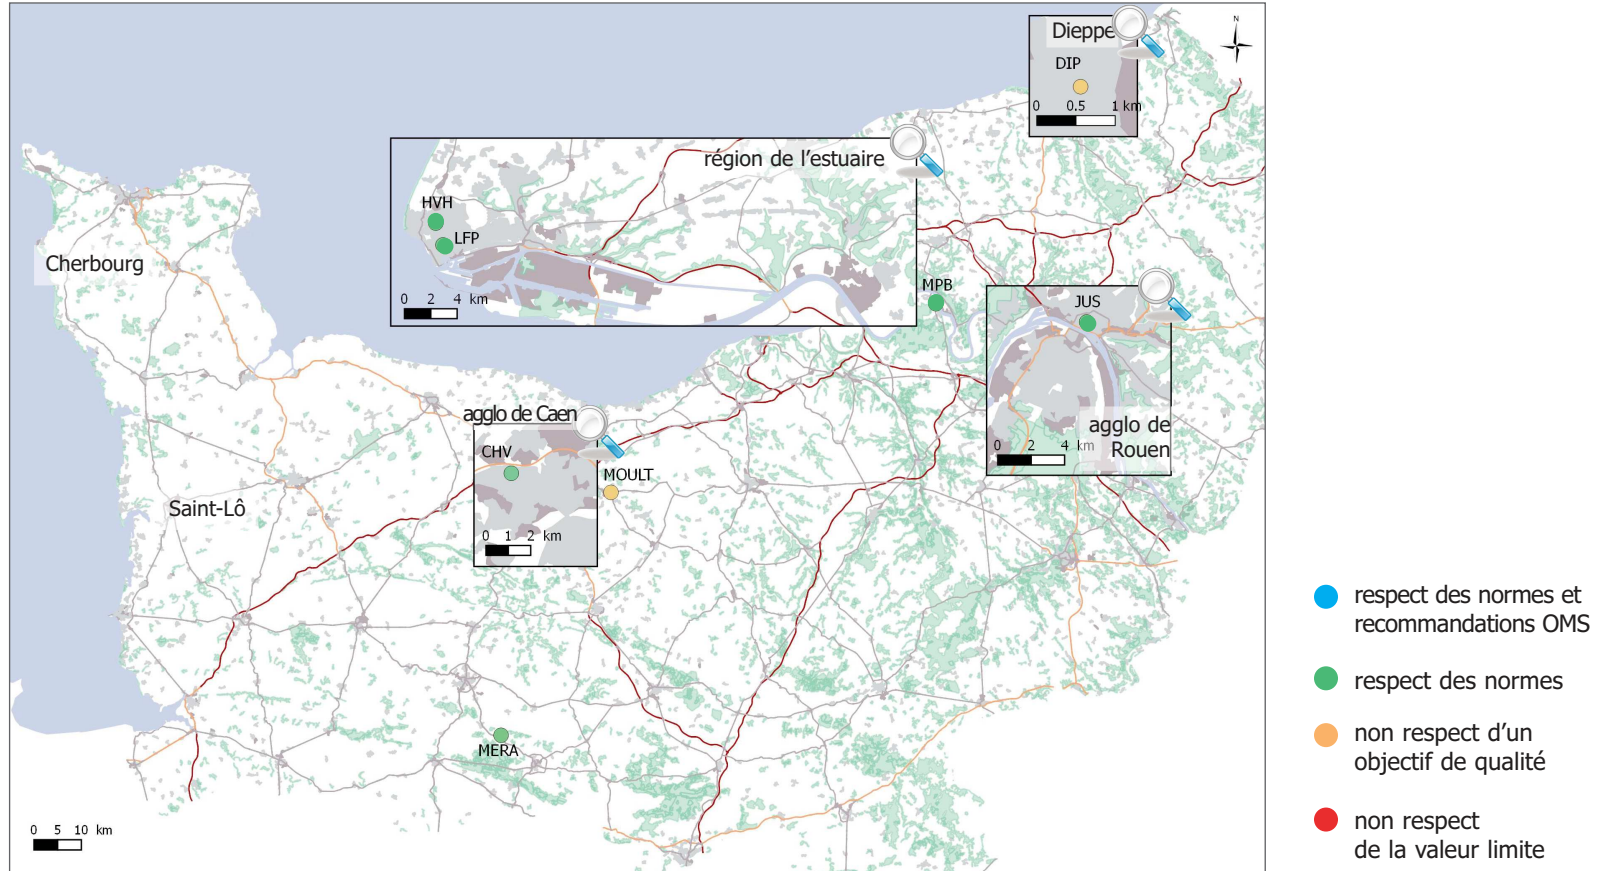 N
Dieppe
DIP
0 0.5 1 km
région de l'estuaire
HVH
LFP
0 2 4 km
Cherbourg
MPB
JUS
agglo de
Rouen
0 2 4 km
agglo de Caen
CHV
MOULT
0 1 2 km
Saint-Lô
MERA
0 5 10 km
respect des normes et
recommandations OMS
respect des normes
non respect d'un
objectif de qualité
non respect
de la valeur limite